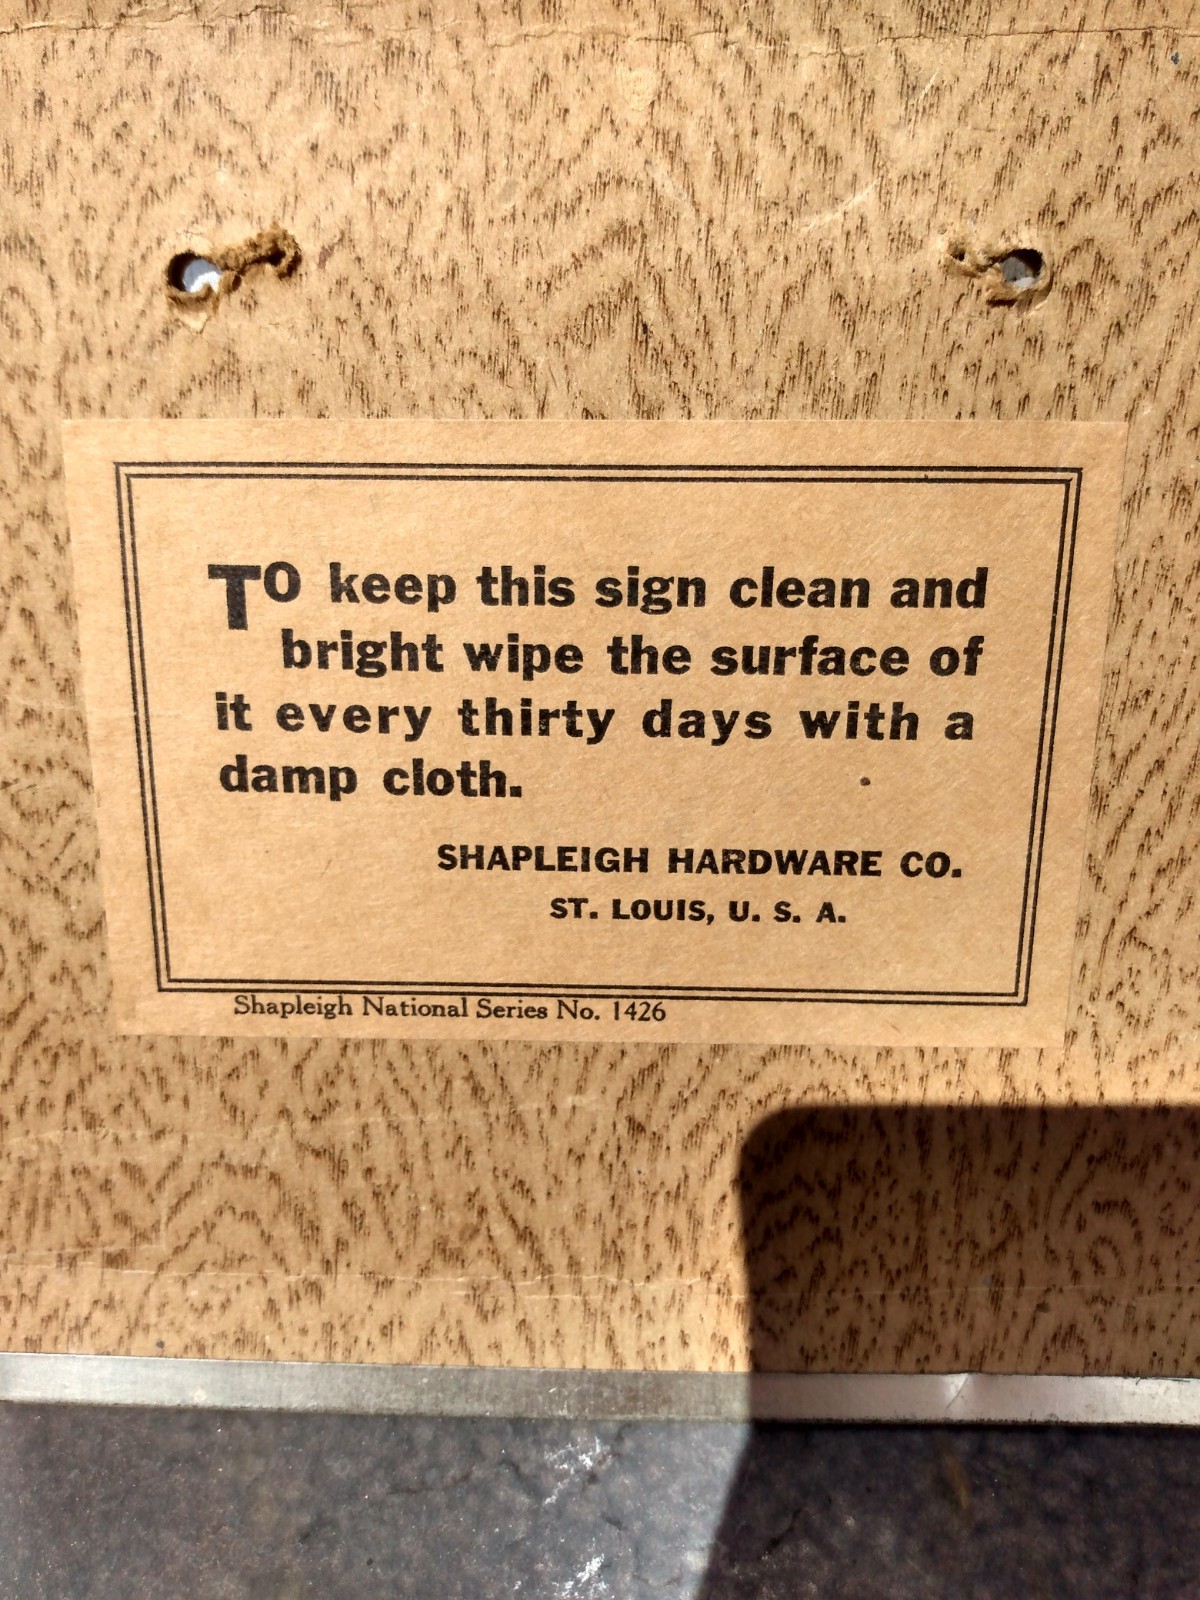 To keep this sign clean and
bright wipe the surface of
it every thirty days with a
damp cloth.
SHAPLEIGH HARDWARE CO.
ST. LOUIS, U. S. A.
Shapleigh National Series No. 1426